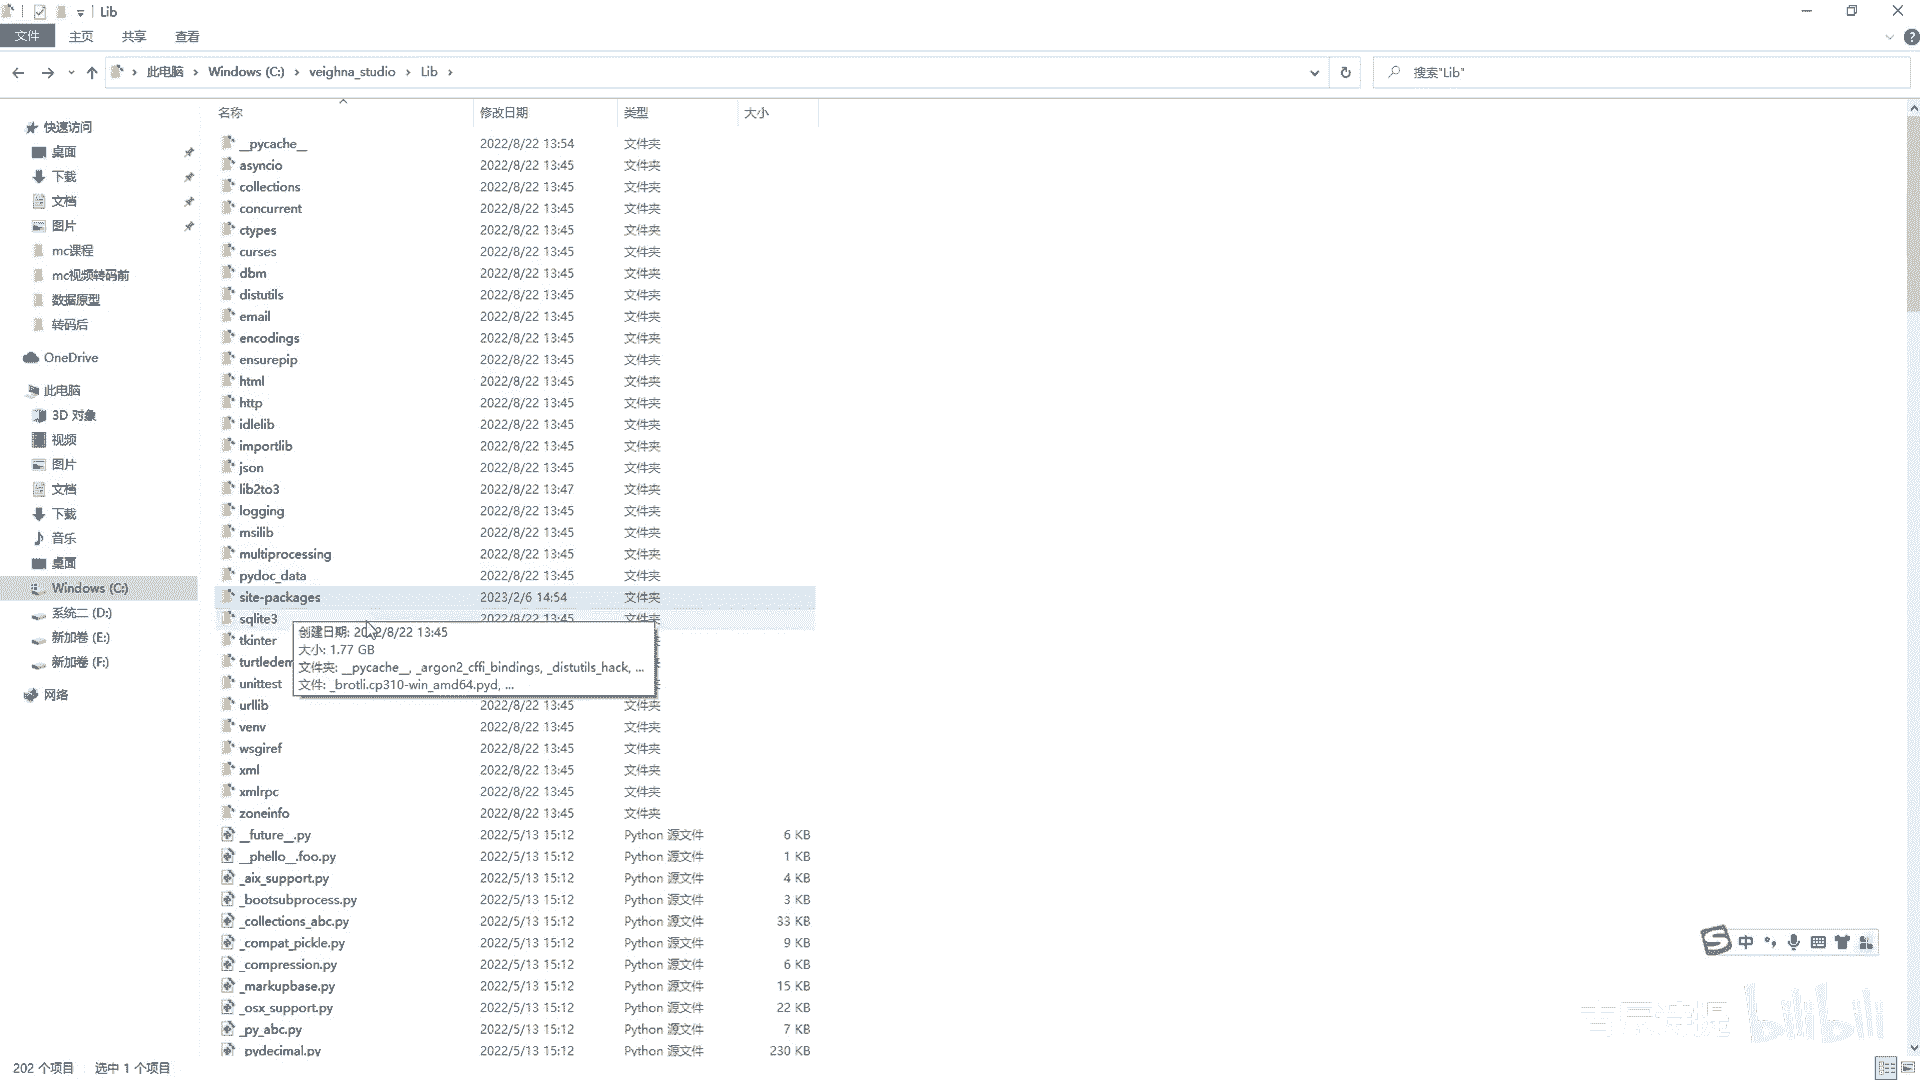 Lib
文件 主页 共享 查看
此电脑 › Windows (C:) › veighna_studio › Lib ›
搜索"Lib"
名称 修改日期 类型 大小
快速访问
桌面
下载
文档
图片
mc课程
mc视频转码前
数据原型
转码后
OneDrive
此电脑
3D 对象
视频
图片
文档
下载
音乐
桌面
Windows (C:)
系统二 (D:)
新加卷 (E:)
新加卷 (F:)
网络
__pycache__ 2022/8/22 13:54 文件夹
asyncio 2022/8/22 13:45 文件夹
collections 2022/8/22 13:45 文件夹
concurrent 2022/8/22 13:45 文件夹
ctypes 2022/8/22 13:45 文件夹
curses 2022/8/22 13:45 文件夹
dbm 2022/8/22 13:45 文件夹
distutils 2022/8/22 13:45 文件夹
email 2022/8/22 13:45 文件夹
encodings 2022/8/22 13:45 文件夹
ensurepip 2022/8/22 13:45 文件夹
html 2022/8/22 13:45 文件夹
http 2022/8/22 13:45 文件夹
idlelib 2022/8/22 13:45 文件夹
importlib 2022/8/22 13:45 文件夹
json 2022/8/22 13:45 文件夹
lib2to3 2022/8/22 13:47 文件夹
logging 2022/8/22 13:45 文件夹
msilib 2022/8/22 13:45 文件夹
multiprocessing 2022/8/22 13:45 文件夹
pydoc_data 2022/8/22 13:45 文件夹
site-packages 2023/2/6 14:54 文件夹
sqlite3 2022/8/22 13:45 文件夹
tkinter
turtledem
unittest
创建日期: 2022/8/22 13:45
大小: 1.77 GB
文件夹: __pycache__, _argon2_cffi_bindings, _distutils_hack, ...
文件: _brotli.cp310-win_amd64.pyd, ...
urllib 2022/8/22 13:45 文件夹
venv 2022/8/22 13:45 文件夹
wsgiref 2022/8/22 13:45 文件夹
xml 2022/8/22 13:45 文件夹
xmlrpc 2022/8/22 13:45 文件夹
zoneinfo 2022/8/22 13:45 文件夹
__future__.py 2022/5/13 15:12 Python 源文件 6 KB
__phello__.foo.py 2022/5/13 15:12 Python 源文件 1 KB
_aix_support.py 2022/5/13 15:12 Python 源文件 4 KB
_bootsubprocess.py 2022/5/13 15:12 Python 源文件 3 KB
_collections_abc.py 2022/5/13 15:12 Python 源文件 33 KB
_compat_pickle.py 2022/5/13 15:12 Python 源文件 9 KB
_compression.py 2022/5/13 15:12 Python 源文件 6 KB
_markupbase.py 2022/5/13 15:12 Python 源文件 15 KB
_osx_support.py 2022/5/13 15:12 Python 源文件 22 KB
_py_abc.py 2022/5/13 15:12 Python 源文件 7 KB
_pydecimal.py 2022/5/13 15:12 Python 源文件 230 KB
中
bilibili
202 个项目 选中 1 个项目